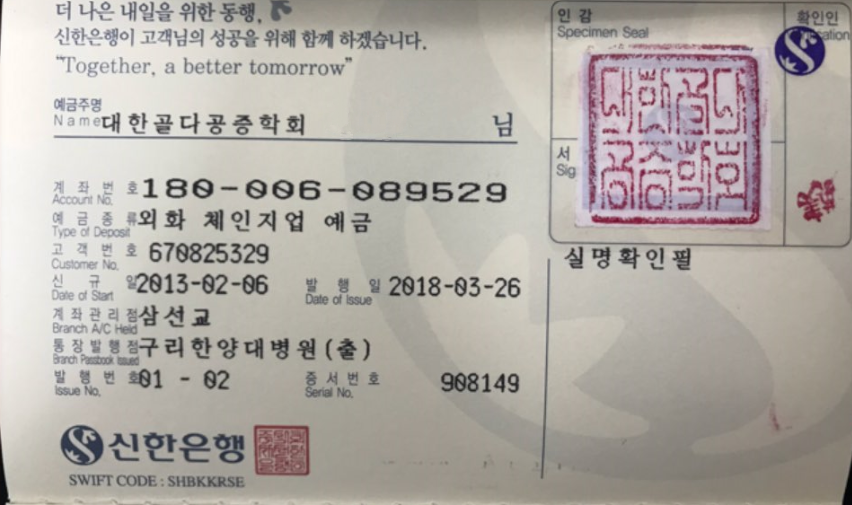 더 나은 내일을 위한 동행,
신한은행이 고객님의 성공을 위해 함께 하겠습니다.
"Together, a better tomorrow"
예금주명
Name 대한골다공증학회 님
계 좌 번 호 180-006-089529
Account No.
예 금 종 류 외화 체인지업 예금
Type of Deposit
고 객 번 호 670825329
Customer No.
신 규 일 2013-02-06 발 행 일 2018-03-26
Date of Start Date of Issue
계 좌 관 리 점 삼선교
Branch A/C Held
통 장 발 행 점 구리한양대병원(출)
Branch Passbook Issued
발 행 번 호 01 - 02 증 서 번 호 908149
Issue No. Serial No.
신한은행
SWIFT CODE : SHBKKRSE
인 감 확인인
Specimen Seal
서
Sig
실명확인필